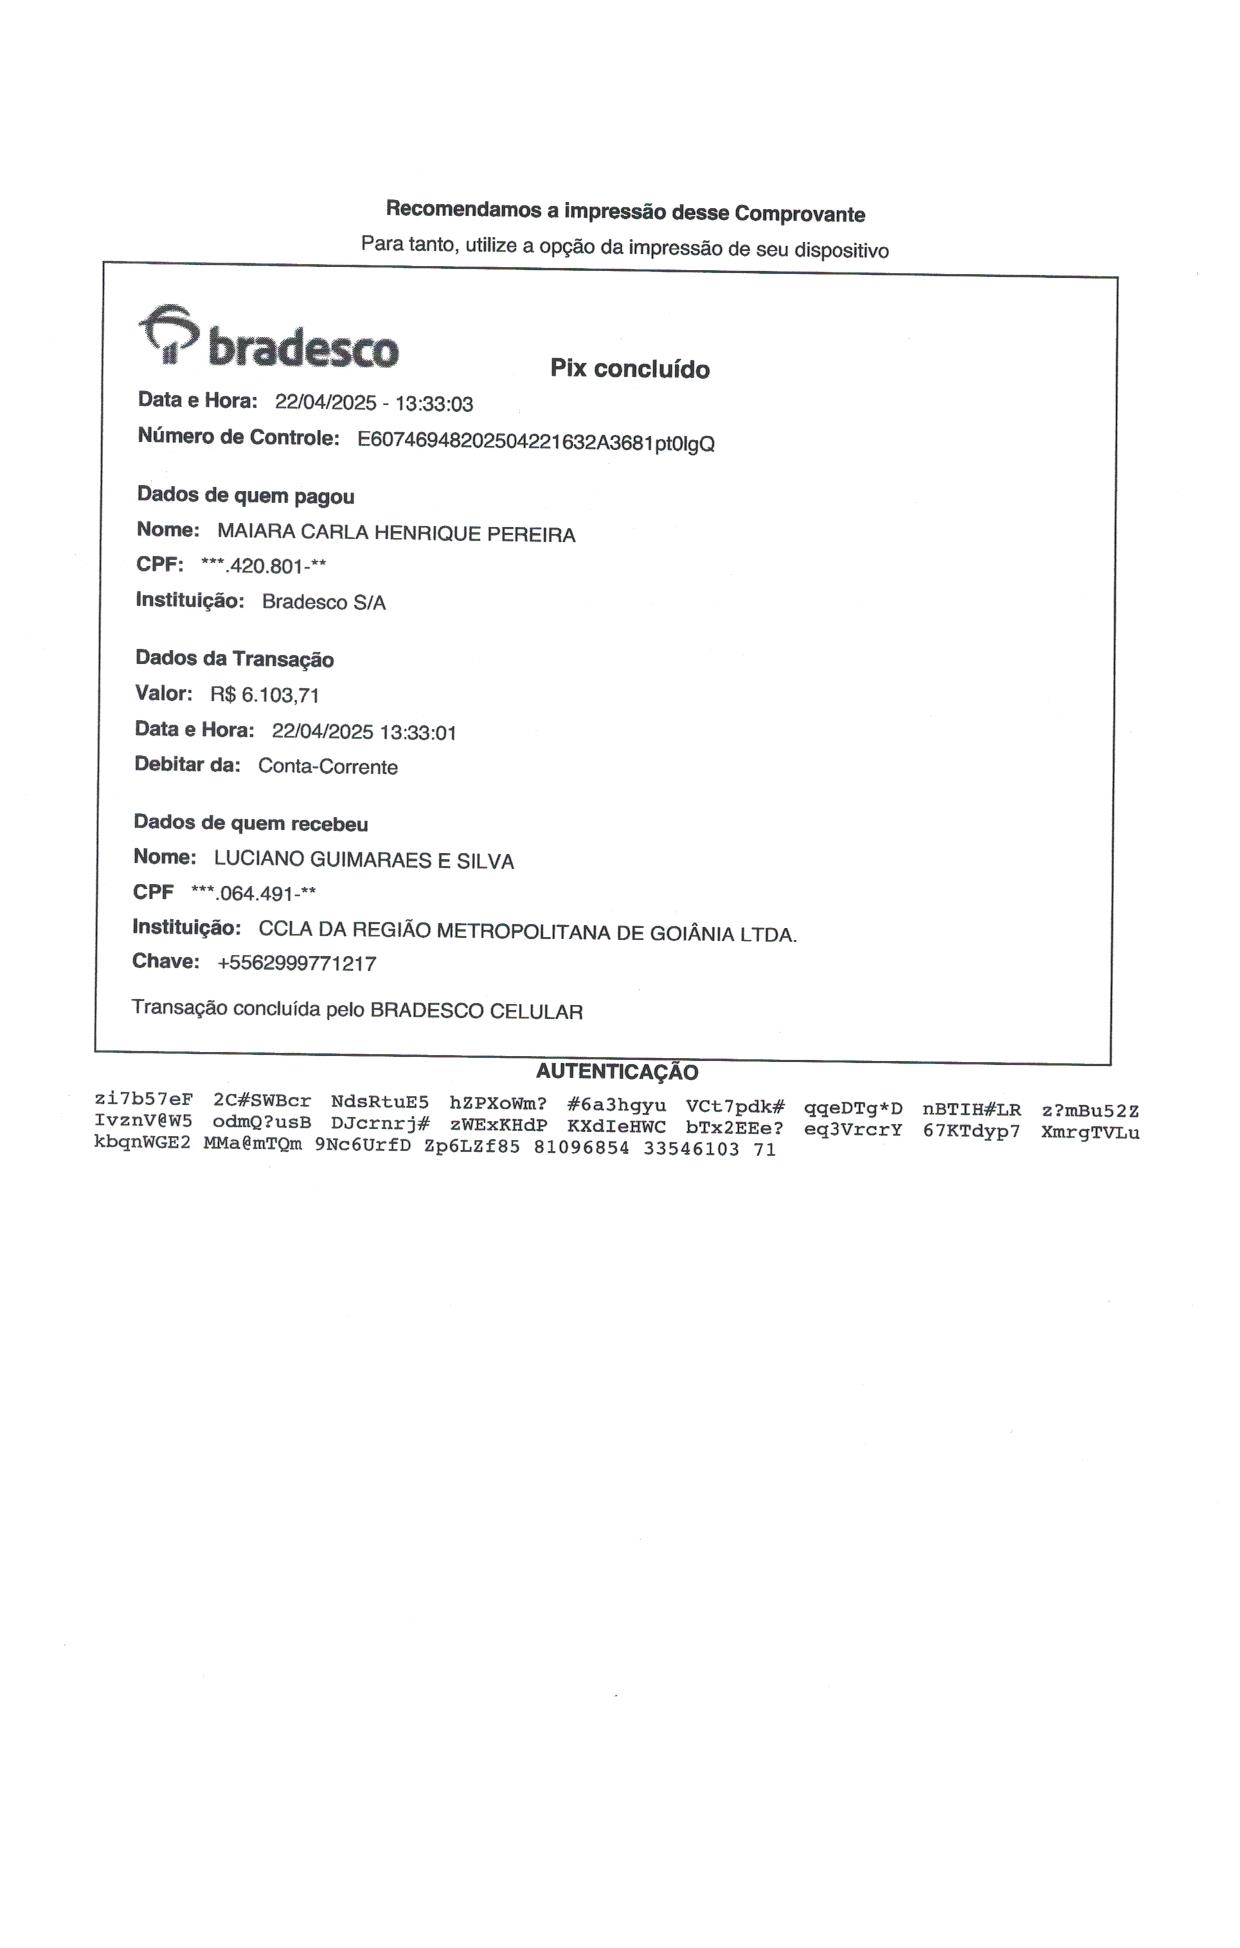 Recomendamos a impressão desse Comprovante
Para tanto, utilize a opção da impressão de seu dispositivo
bradesco
Pix concluído
Data e Hora: 22/04/2025 - 13:33:03
Número de Controle: E60746948202504221632A3681pt0IgQ
Dados de quem pagou
Nome: MAIARA CARLA HENRIQUE PEREIRA
CPF: ***.420.801-**
Instituição: Bradesco S/A
Dados da Transação
Valor: R$ 6.103,71
Data e Hora: 22/04/2025 13:33:01
Debitar da: Conta-Corrente
Dados de quem recebeu
Nome: LUCIANO GUIMARAES E SILVA
CPF ***.064.491-**
Instituição: CCLA DA REGIÃO METROPOLITANA DE GOIÂNIA LTDA.
Chave: +5562999771217
Transação concluída pelo BRADESCO CELULAR
AUTENTICAÇÃO
zi7b57eF 2C#SWBcr NdsRtuE5 hZPXoWm? #6a3hgyu VCt7pdk# qqeDTg*D nBTIH#LR z?mBu52Z
IvznV@W5 odmQ?usB DJcrnrj# zWExKHdP KXdIeHWC bTx2EEe? eq3VrcrY 67KTdyp7 XmrgTVLu
kbqnWGE2 MMa@mTQm 9Nc6UrfD Zp6LZf85 81096854 33546103 71